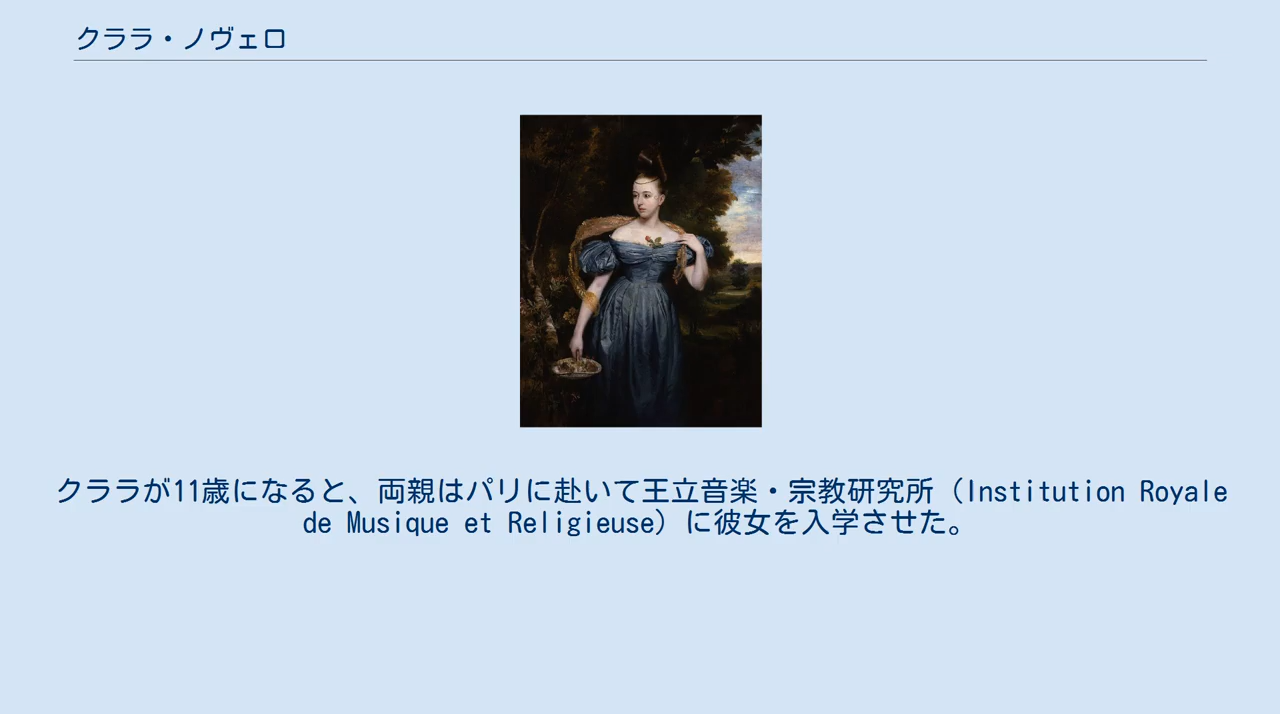 クララ・ノヴェロ
クララが11歳になると、両親はパリに赴いて王立音楽・宗教研究所（Institution Royale
de Musique et Religieuse）に彼女を入学させた。